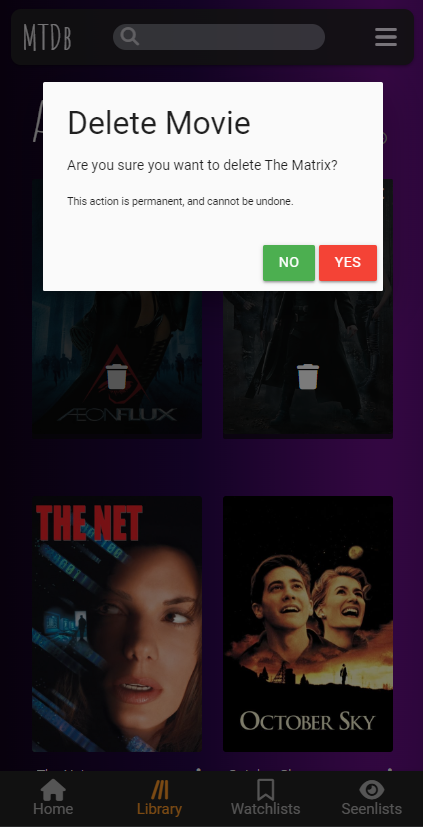 MTDb
Delete Movie
Are you sure you want to delete The Matrix?
This action is permanent, and cannot be undone.
NO YES
AEONFLUX
THE NET
OCTOBER SKY
Home Library Watchlists Seenlists